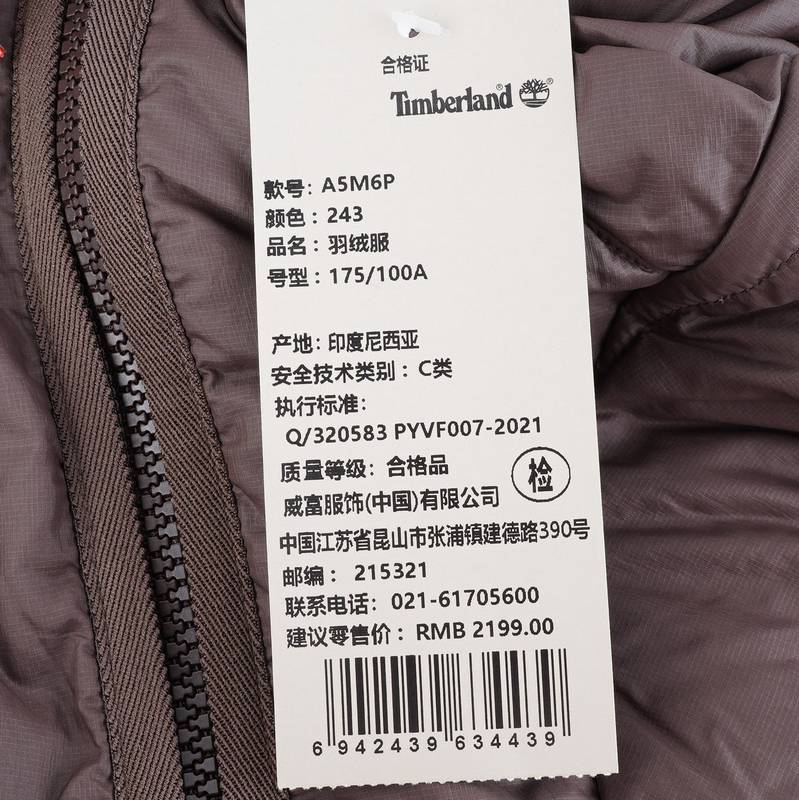 合格证
Timberland®
款号: A5M6P
颜色: 243
品名: 羽绒服
号型: 175/100A
产地: 印度尼西亚
安全技术类别: C类
执行标准:
Q/320583 PYVF007-2021
质量等级: 合格品
检
威富服饰(中国)有限公司
中国江苏省昆山市张浦镇建德路390号
邮编: 215321
联系电话: 021-61705600
建议零售价: RMB 2199.00
6 942439 634439